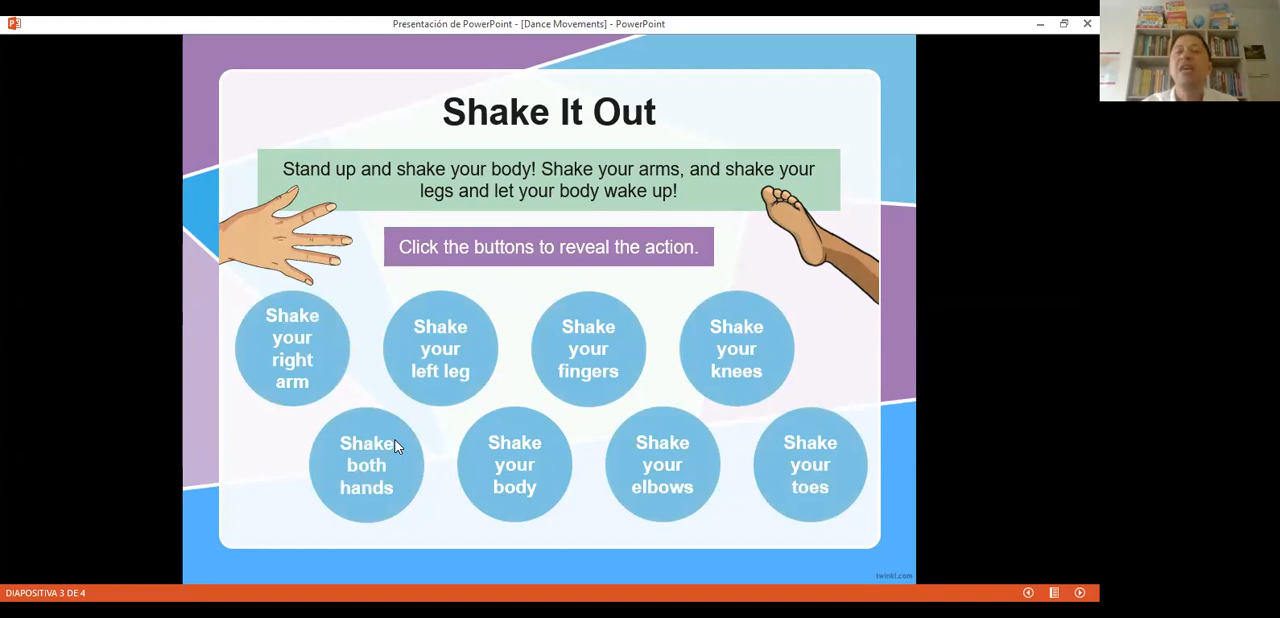 Presentación de PowerPoint - [Dance Movements] - PowerPoint
Shake It Out
Stand up and shake your body! Shake your arms, and shake your
legs and let your body wake up!
Click the buttons to reveal the action.
Shake
your
right
arm
Shake
your
left leg
Shake
your
fingers
Shake
your
knees
Shake
both
hands
Shake
your
body
Shake
your
elbows
Shake
your
toes
twinkl.com
DIAPOSITIVA 3 DE 4